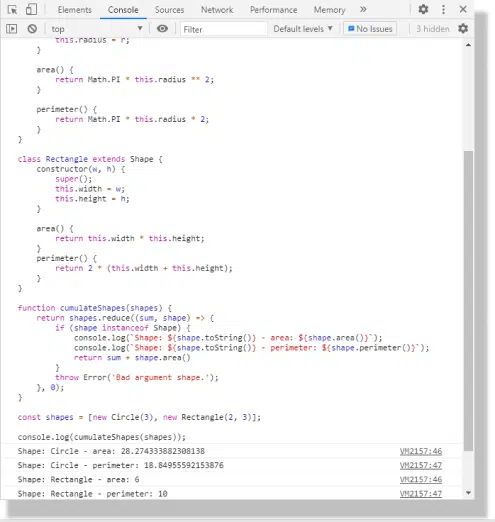 Elements Console Sources Network Performance Memory »
top Filter Default levels No Issues 3 hidden
this.radius = r;
}
area() {
return Math.PI * this.radius ** 2;
}
perimeter() {
return Math.PI * this.radius * 2;
}
}
class Rectangle extends Shape {
constructor(w, h) {
super();
this.width = w;
this.height = h;
}
area() {
return this.width * this.height;
}
perimeter() {
return 2 * (this.width + this.height);
}
}
function cumulateShapes(shapes) {
return shapes.reduce((sum, shape) => {
if (shape instanceof Shape) {
console.log(`Shape: ${shape.toString()} - area: ${shape.area()}`);
console.log(`Shape: ${shape.toString()} - perimeter: ${shape.perimeter()}`);
return sum + shape.area()
}
throw Error('Bad argument shape.');
}, 0);
}
const shapes = [new Circle(3), new Rectangle(2, 3)];
console.log(cumulateShapes(shapes));
Shape: Circle - area: 28.274333882308138 VM2157:46
Shape: Circle - perimeter: 18.84955592153876 VM2157:47
Shape: Rectangle - area: 6 VM2157:46
Shape: Rectangle - perimeter: 10 VM2157:47